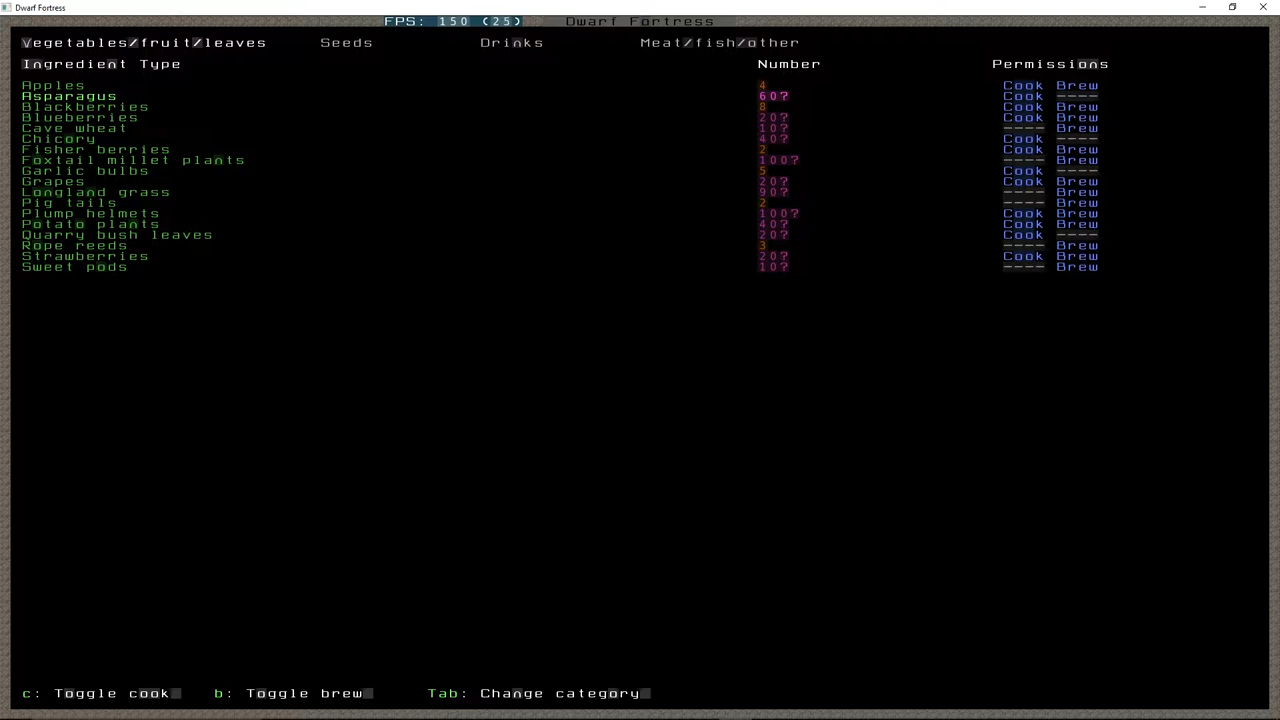 Dwarf Fortress
FPS: 150 (25) Dwarf Fortress
Vegetables/fruit/leaves Seeds Drinks Meat/fish/other
Ingredient Type Number Permissions
Apples 4 Cook Brew
Asparagus 60? Cook ----
Blackberries 8 Cook Brew
Blueberries 20? Cook Brew
Cave wheat 10? ---- Brew
Chicory 40? Cook ----
Fisher berries 2 Cook Brew
Foxtail millet plants 100? ---- Brew
Garlic bulbs 5 Cook ----
Grapes 20? Cook Brew
Longland grass 90? ---- Brew
Pig tails 2 ---- Brew
Plump helmets 100? Cook Brew
Potato plants 40? Cook Brew
Quarry bush leaves 20? Cook ----
Rope reeds 3 ---- Brew
Strawberries 20? Cook Brew
Sweet pods 10? ---- Brew
c: Toggle cook b: Toggle brew Tab: Change category